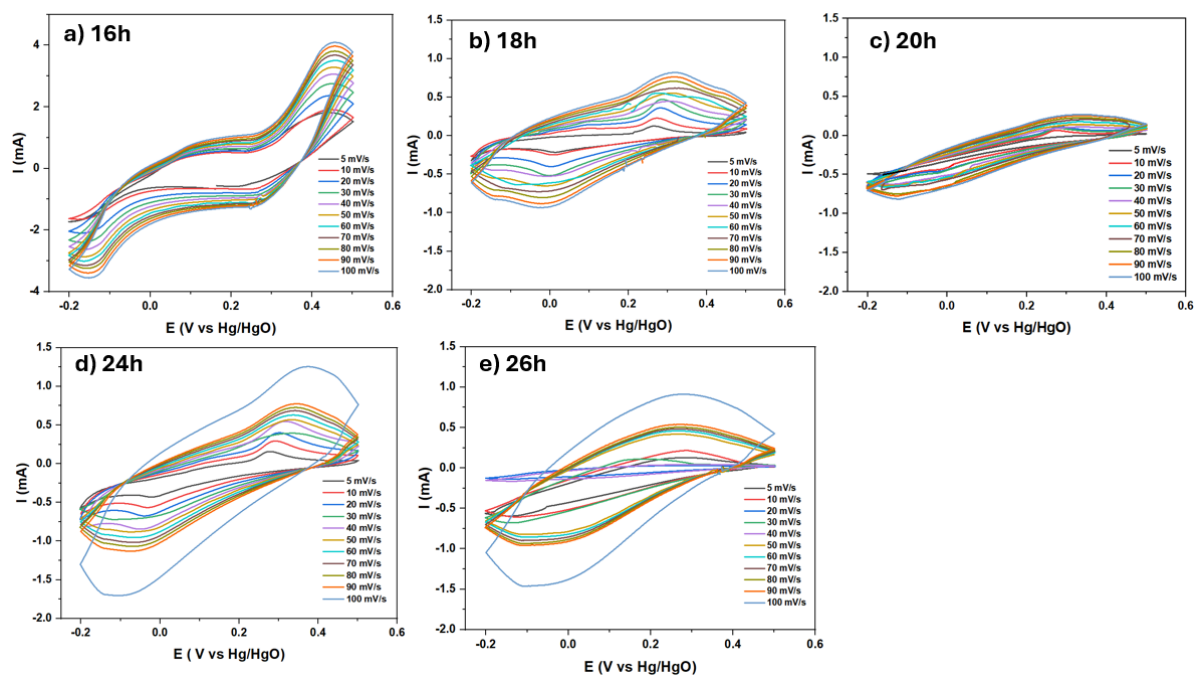 a) 16h
I (mA)
4
2
0
-2
-4
-0.2 0.0 0.2 0.4 0.6
E (V vs Hg/HgO)
5 mV/s
10 mV/s
20 mV/s
30 mV/s
40 mV/s
50 mV/s
60 mV/s
70 mV/s
80 mV/s
90 mV/s
100 mV/s
b) 18h
I (mA)
1.5
1.0
0.5
0.0
-0.5
-1.0
-1.5
-2.0
-0.2 0.0 0.2 0.4 0.6
E (V vs Hg/HgO)
5 mV/s
10 mV/s
20 mV/s
30 mV/s
40 mV/s
50 mV/s
60 mV/s
70 mV/s
80 mV/s
90 mV/s
100 mV/s
c) 20h
I (mA)
1.5
1.0
0.5
0.0
-0.5
-1.0
-1.5
-2.0
-0.2 0.0 0.2 0.4 0.6
E (V vs Hg/HgO)
5 mV/s
10 mV/s
20 mV/s
30 mV/s
40 mV/s
50 mV/s
60 mV/s
70 mV/s
80 mV/s
90 mV/s
100 mV/s
d) 24h
I (mA)
1.5
1.0
0.5
0.0
-0.5
-1.0
-1.5
-2.0
-0.2 0.0 0.2 0.4 0.6
E ( V vs Hg/HgO)
5 mV/s
10 mV/s
20 mV/s
30 mV/s
40 mV/s
50 mV/s
60 mV/s
70 mV/s
80 mV/s
90 mV/s
100 mV/s
e) 26h
I (mA)
1.5
1.0
0.5
0.0
-0.5
-1.0
-1.5
-2.0
-0.2 0.0 0.2 0.4 0.6
E (V vs Hg/HgO)
5 mV/s
10 mV/s
20 mV/s
30 mV/s
40 mV/s
50 mV/s
60 mV/s
70 mV/s
80 mV/s
90 mV/s
100 mV/s